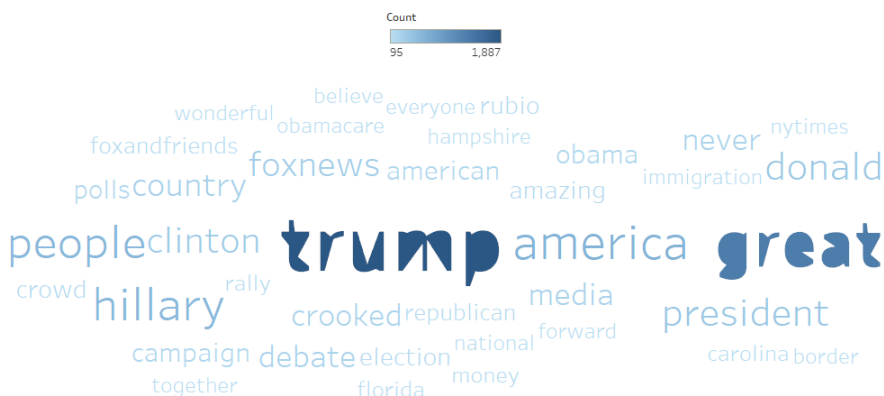 Count
95 1,887
believe
wonderful everyone rubio
obamacare nytimes
foxandfriends hampshire never
foxnews american obama donald
polls country amazing immigration
people clinton trump america great
crowd hillary rally media
crooked republican president
campaign debate election national forward carolina border
together florida money